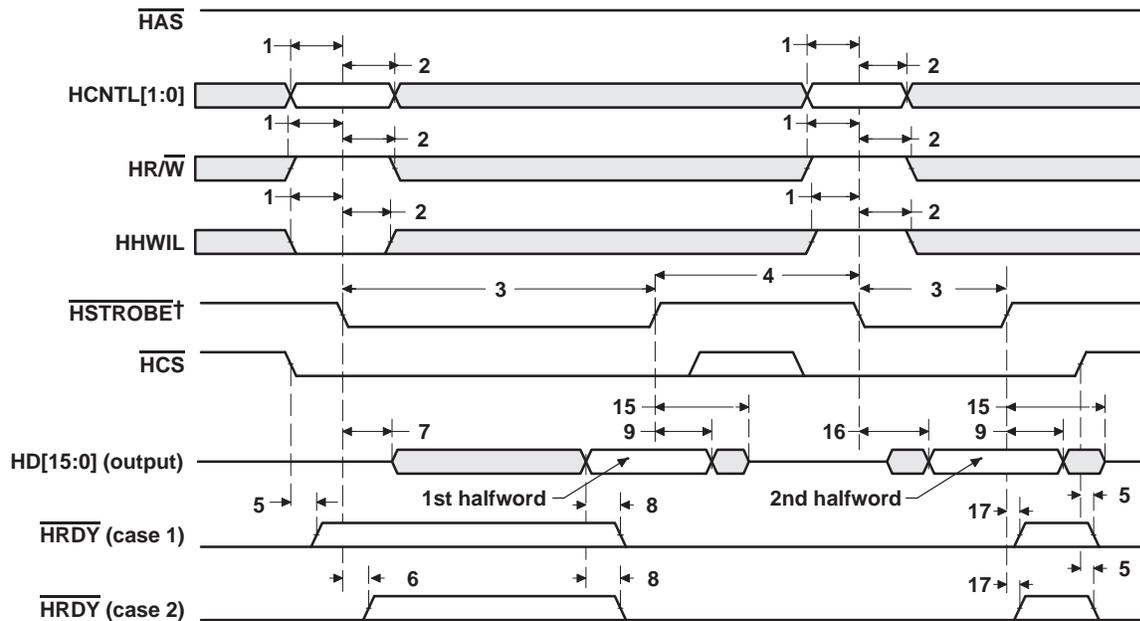 HAS
1
2
1
2
HCNTL[1:0]
1
2
1
2
HR/W
1
2
1
2
HHWIL
3
4
3
HSTROBE†
HCS
15
15
7
9
16
9
HD[15:0] (output)
1st halfword
2nd halfword
5
8
17
5
HRDY (case 1)
6
8
17
5
HRDY (case 2)